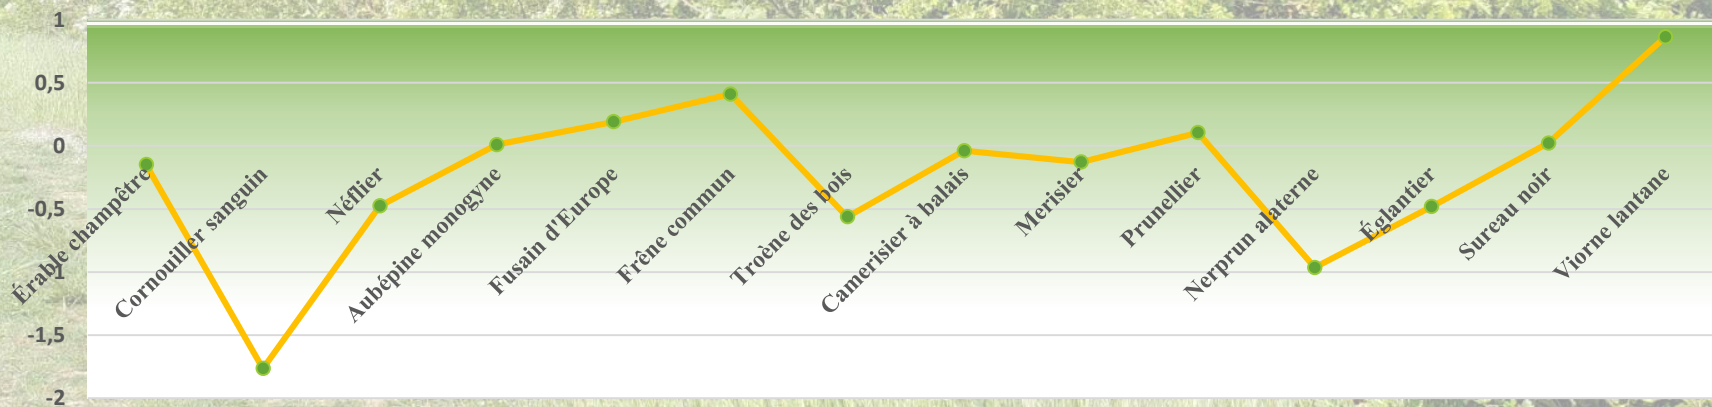 1
0,5
0
-0,5
-1
-1,5
-2
Érable champêtre
Cornouiller sanguin
Néflier
Aubépine monogyne
Fusain d'Europe
Frêne commun
Troène des bois
Camerisier à balais
Merisier
Prunellier
Nerprun alaterne
Églantier
Sureau noir
Viorne lantane